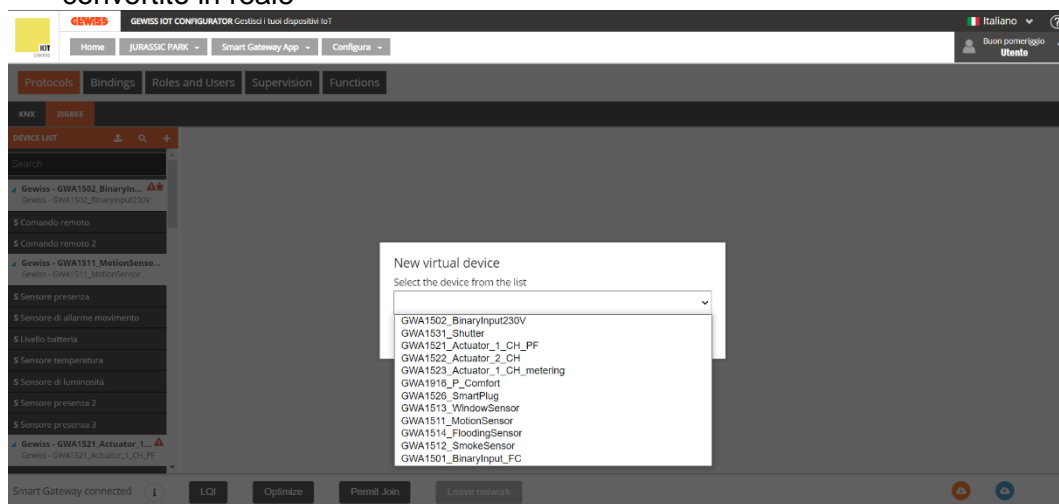 convertito in reale
GEWISS GEWISS IOT CONFIGURATOR Gestisci i tuoi dispositivi IoT Italiano
IOT Home JURASSIC PARK Smart Gateway App Configura Buon pomeriggio
Utente
Protocols Bindings Roles and Users Supervision Functions
KNX ZIGBEE
DEVICE LIST
Search
Gewiss - GWA1502_BinaryIn...
Gewiss - GWA1502_BinaryInput230V
$ Comando remoto
$ Comando remoto 2
Gewiss - GWA1511_MotionSenso...
Gewiss - GWA1511_MotionSensor
$ Sensore presenza
$ Sensore di allarme movimento
$ Livello batteria
$ Sensore temperatura
$ Sensore di luminosità
$ Sensore presenza 2
$ Sensore presenza 3
Gewiss - GWA1521_Actuator_1...
Gewiss - GWA1521_Actuator_1_CH_PF
New virtual device
Select the device from the list
GWA1502_BinaryInput230V
GWA1531_Shutter
GWA1521_Actuator_1_CH_PF
GWA1522_Actuator_2_CH
GWA1523_Actuator_1_CH_metering
GWA1916_P_Comfort
GWA1526_SmartPlug
GWA1513_WindowSensor
GWA1511_MotionSensor
GWA1514_FloodingSensor
GWA1512_SmokeSensor
GWA1501_BinaryInput_FC
Smart Gateway connected i LQI Optimize Permit Join Leave network